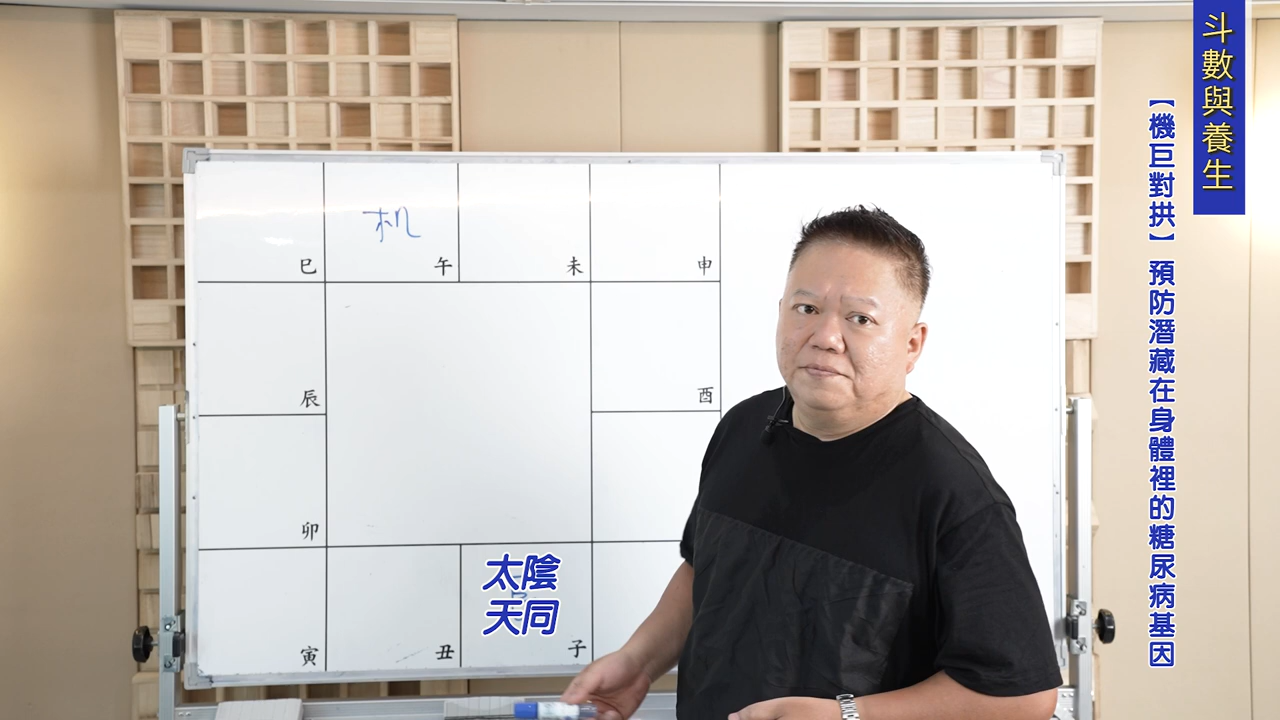 斗數與養生
【機巨對拱】預防潛藏在身體裡的糖尿病基因
机
巳
午
未
申
辰
酉
卯
寅
丑
子
太陰
天同